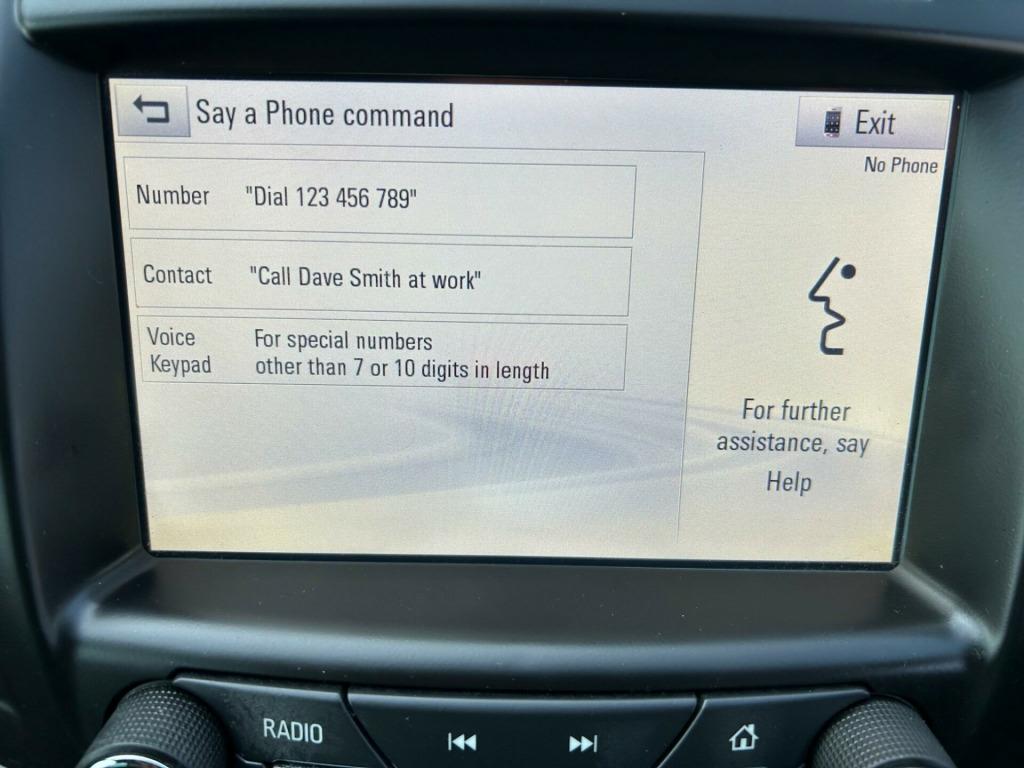 Say a Phone command
Exit
No Phone
Number "Dial 123 456 789"
Contact "Call Dave Smith at work"
Voice Keypad
For special numbers
other than 7 or 10 digits in length
For further
assistance, say
Help
RADIO